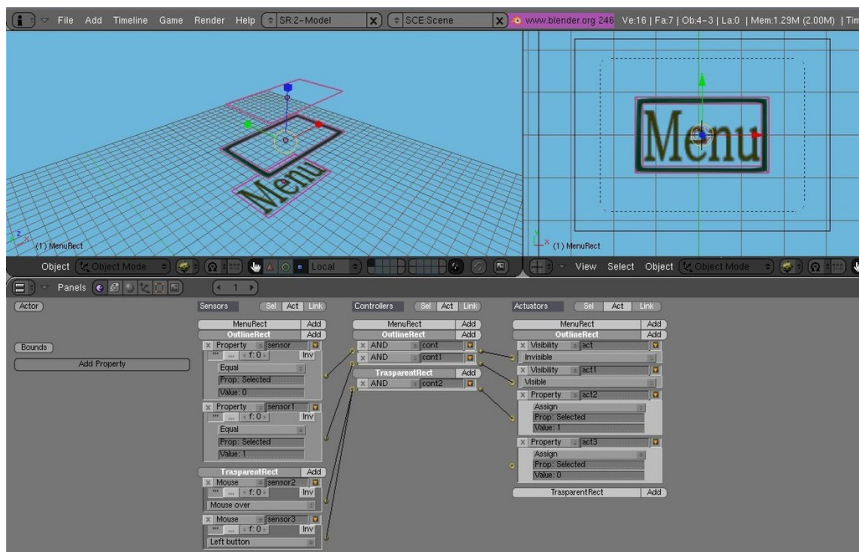 File Add Timeline Game Render Help SR:2-Model X SCE:Scene X www.blender.org 246 Ve:16 | Fa:7 | Ob:4-3 | La:0 | Mem:1.29M (2.00M) | Tim
Menu
Menu
(1) MenuRect
(1) MenuRect
Object Object Mode Local
View Select Object Object Mode
Panels 1
Actor
Bounds
Add Property
Sensors Sel Act Link
MenuRect Add
OutlineRect Add
X Property sensor
f: 0 Inv
Equal
Prop: Selected
Value: 0
X Property sensor1
f: 0 Inv
Equal
Prop: Selected
Value: 1
TrasparentRect Add
X Mouse sensor2
f: 0 Inv
Mouse over
X Mouse sensor3
f: 0 Inv
Left button
Controllers Sel Act Link
MenuRect Add
OutlineRect Add
X AND cont
X AND cont1
TrasparentRect Add
X AND cont2
Actuators Sel Act Link
MenuRect Add
OutlineRect Add
X Visibility act
Invisible
X Visibility act1
Visible
X Property act2
Assign
Prop: Selected
Value: 1
X Property act3
Assign
Prop: Selected
Value: 0
TrasparentRect Add